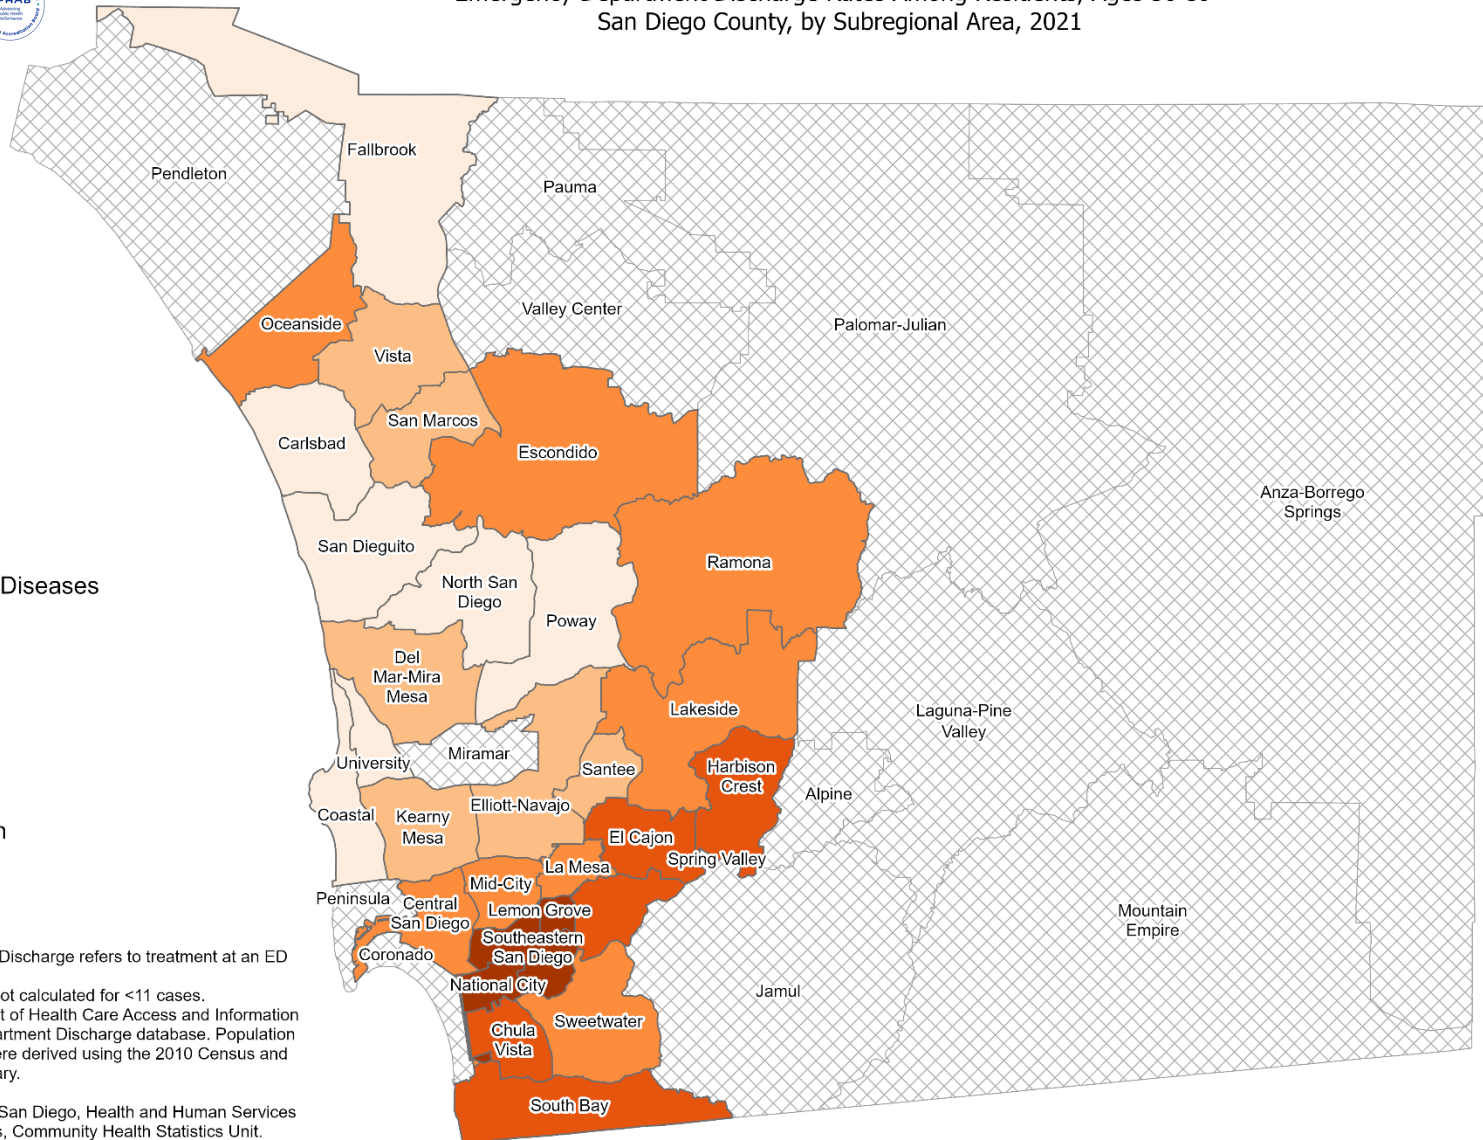 San Diego County, by Subregional Area, 2021
Fallbrook
Pendleton
Pauma
Valley Center
Palomar-Julian
Oceanside
Vista
San Marcos
Carlsbad
Escondido
Anza-Borrego
Springs
San Dieguito
Ramona
North San
Diego
Diseases
Poway
Del
Mar-Mira
Mesa
Lakeside
Laguna-Pine
Valley
Miramar
University
Santee
Harbison
Crest
Alpine
Elliott-Navajo
Coastal
Kearny
Mesa
El Cajon
Spring Valley
La Mesa
Mid-City
Peninsula
Central
San Diego
Lemon Grove
Mountain
Empire
Southeastern
San Diego
Coronado
National City
Jamul
Sweetwater
Chula
Vista
South Bay
Discharge refers to treatment at an ED
ot calculated for <11 cases.
t of Health Care Access and Information
artment Discharge database. Population
ere derived using the 2010 Census and
ary.
San Diego, Health and Human Services
s, Community Health Statistics Unit.